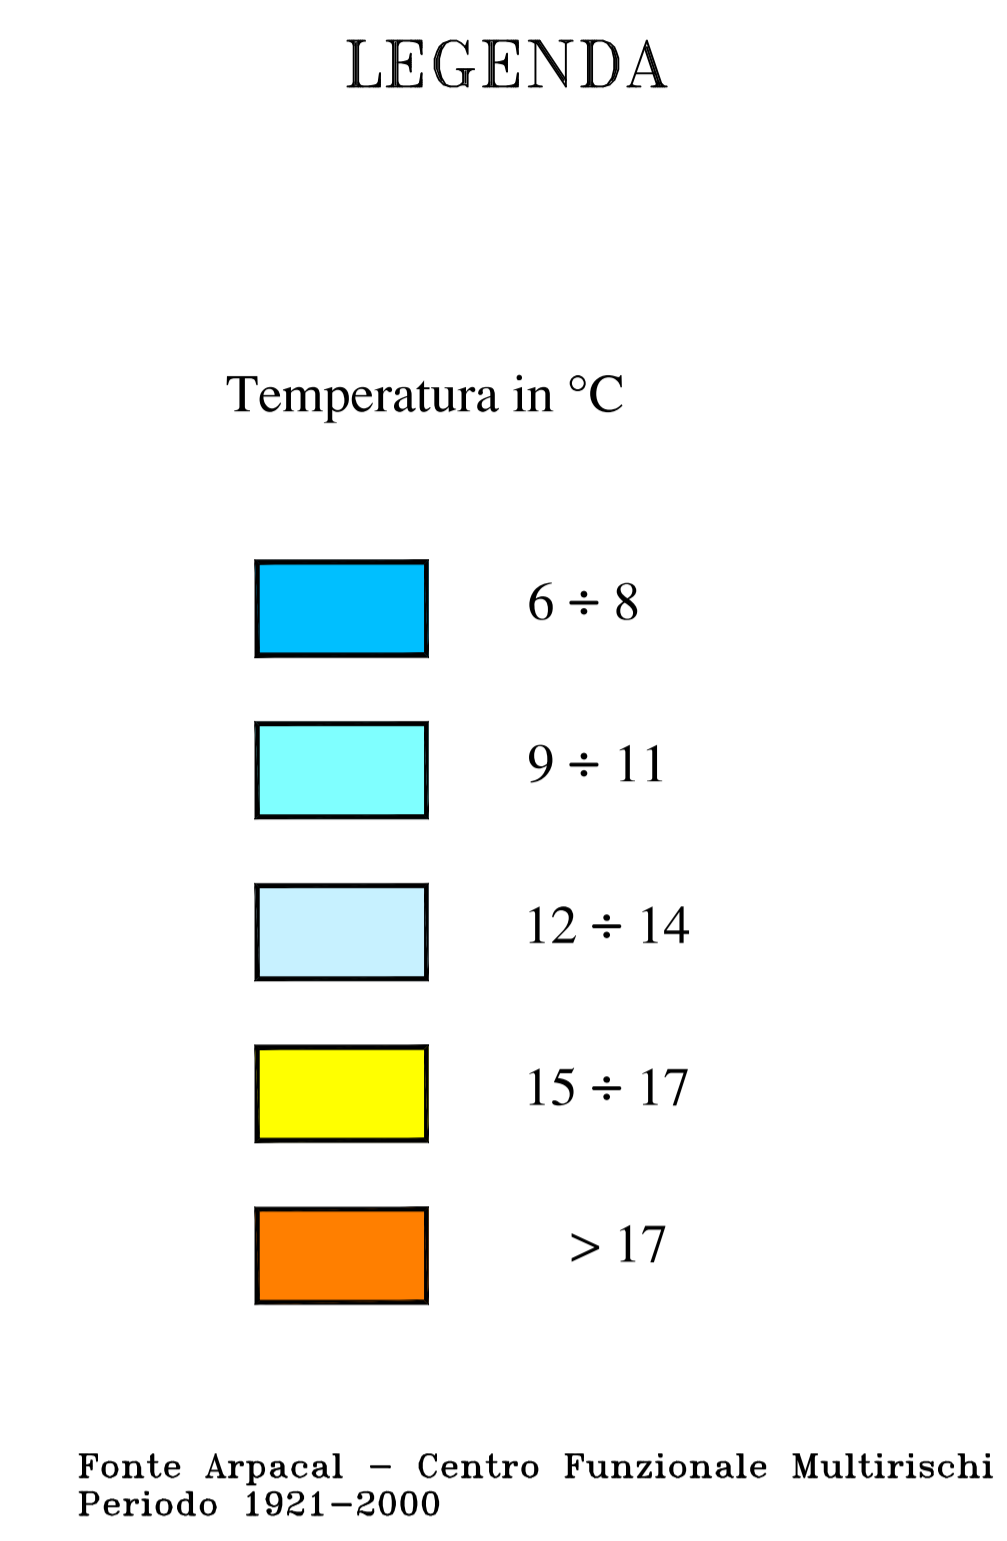 LEGENDA
Temperatura in °C
6 ÷ 8
9 ÷ 11
12 ÷ 14
15 ÷ 17
> 17
Fonte Arpacal – Centro Funzionale Multirischi
Periodo 1921–2000